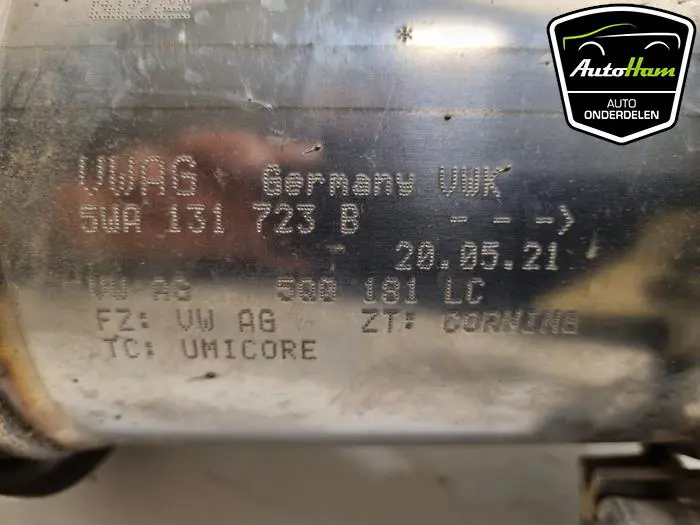 AutoHam
AUTO
ONDERDELEN
*
VWAG Germany VWK
5WA 131 723 B - - ->
20.05.21
VW AG 5Q0 181 LC
FZ: VW AG ZT: CORNING
TC: UMICORE